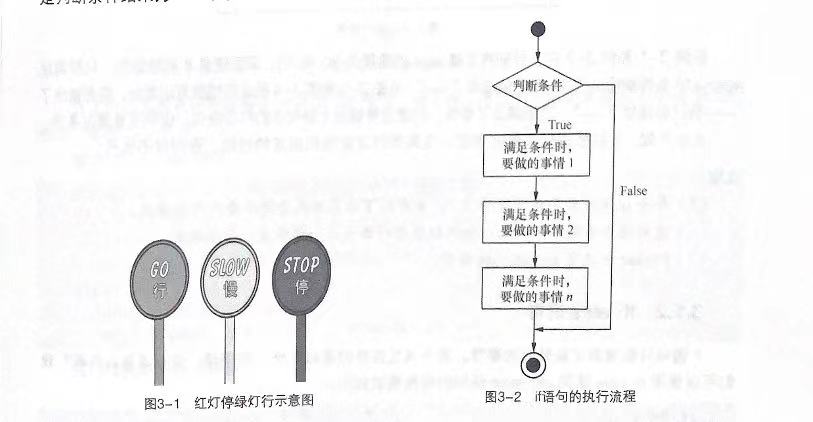 判断条件
True
满足条件时,
要做的事情 1
False
满足条件时,
要做的事情 2
满足条件时,
要做的事情 n
GO
行
SLOW
慢
STOP
停
图3-1 红灯停绿灯行示意图
图3-2 if语句的执行流程